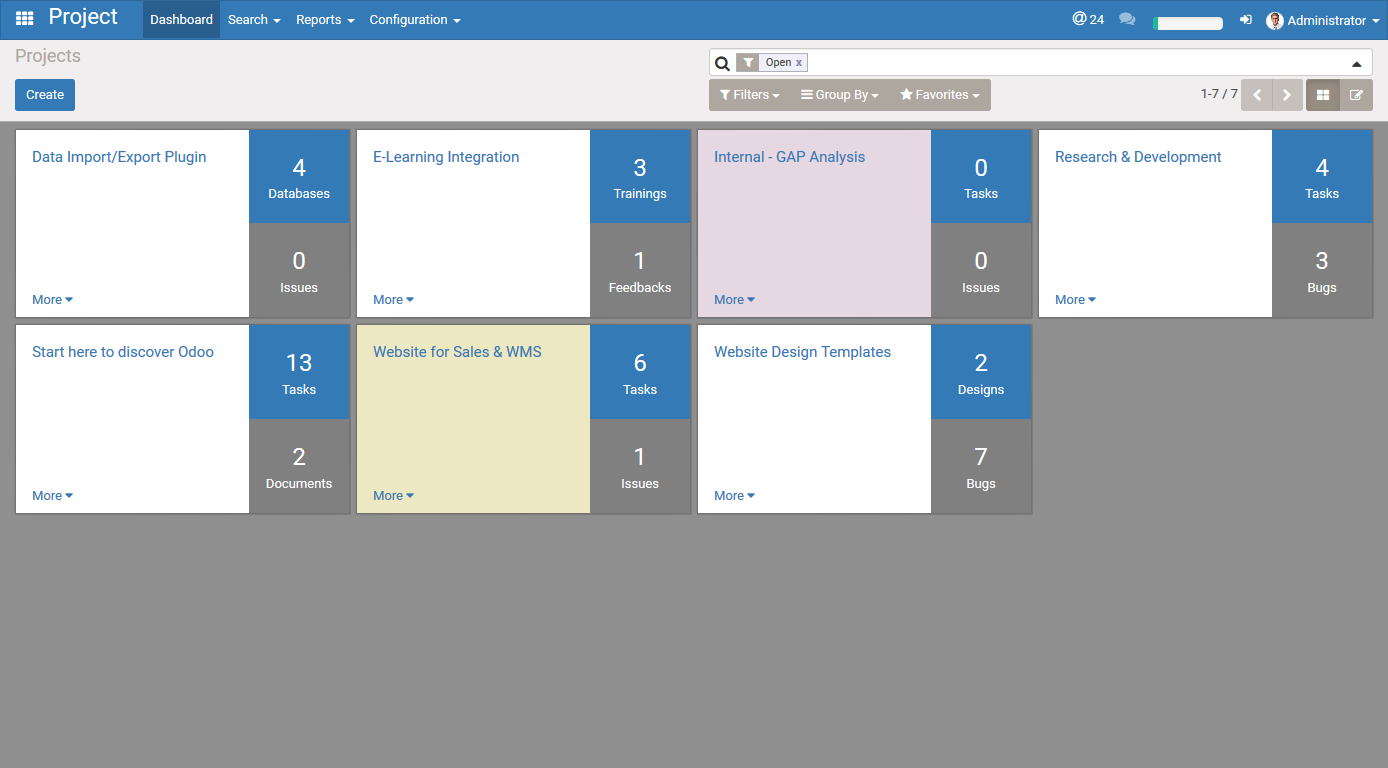 Project Dashboard Search Reports Configuration @ 24 Administrator
Projects
Open x
Create
Filters Group By Favorites 1-7 / 7
Data Import/Export Plugin
4
Databases
0
Issues
More
E-Learning Integration
3
Trainings
1
Feedbacks
More
Internal - GAP Analysis
0
Tasks
0
Issues
More
Research & Development
4
Tasks
3
Bugs
More
Start here to discover Odoo
13
Tasks
2
Documents
More
Website for Sales & WMS
6
Tasks
1
Issues
More
Website Design Templates
2
Designs
7
Bugs
More